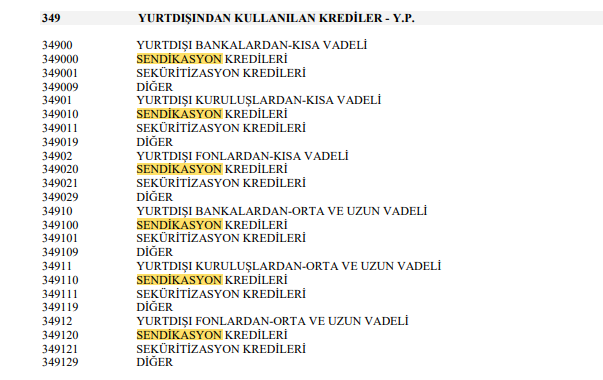 349 YURTDIŞINDAN KULLANILAN KREDİLER - Y.P.
34900 YURTDIŞI BANKALARDAN-KISA VADELİ
349000 SENDİKASYON KREDİLERİ
349001 SEKÜRİTİZASYON KREDİLERİ
349009 DİĞER
34901 YURTDIŞI KURULUŞLARDAN-KISA VADELİ
349010 SENDİKASYON KREDİLERİ
349011 SEKÜRİTİZASYON KREDİLERİ
349019 DİĞER
34902 YURTDIŞI FONLARDAN-KISA VADELİ
349020 SENDİKASYON KREDİLERİ
349021 SEKÜRİTİZASYON KREDİLERİ
349029 DİĞER
34910 YURTDIŞI BANKALARDAN-ORTA VE UZUN VADELİ
349100 SENDİKASYON KREDİLERİ
349101 SEKÜRİTİZASYON KREDİLERİ
349109 DİĞER
34911 YURTDIŞI KURULUŞLARDAN-ORTA VE UZUN VADELİ
349110 SENDİKASYON KREDİLERİ
349111 SEKÜRİTİZASYON KREDİLERİ
349119 DİĞER
34912 YURTDIŞI FONLARDAN-ORTA VE UZUN VADELİ
349120 SENDİKASYON KREDİLERİ
349121 SEKÜRİTİZASYON KREDİLERİ
349129 DİĞER